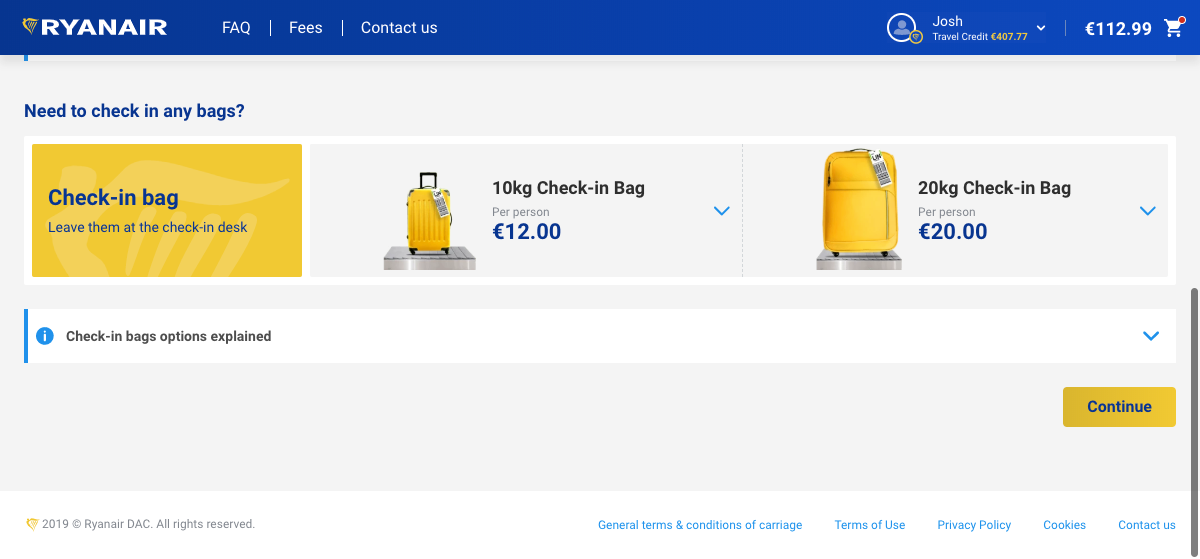 RYANAIR
FAQ
Fees
Contact us
Josh
Travel Credit €407.77
€112.99
Need to check in any bags?
Check-in bag
Leave them at the check-in desk
10kg Check-in Bag
Per person
€12.00
20kg Check-in Bag
Per person
€20.00
Check-in bags options explained
Continue
2019 © Ryanair DAC. All rights reserved.
General terms & conditions of carriage
Terms of Use
Privacy Policy
Cookies
Contact us